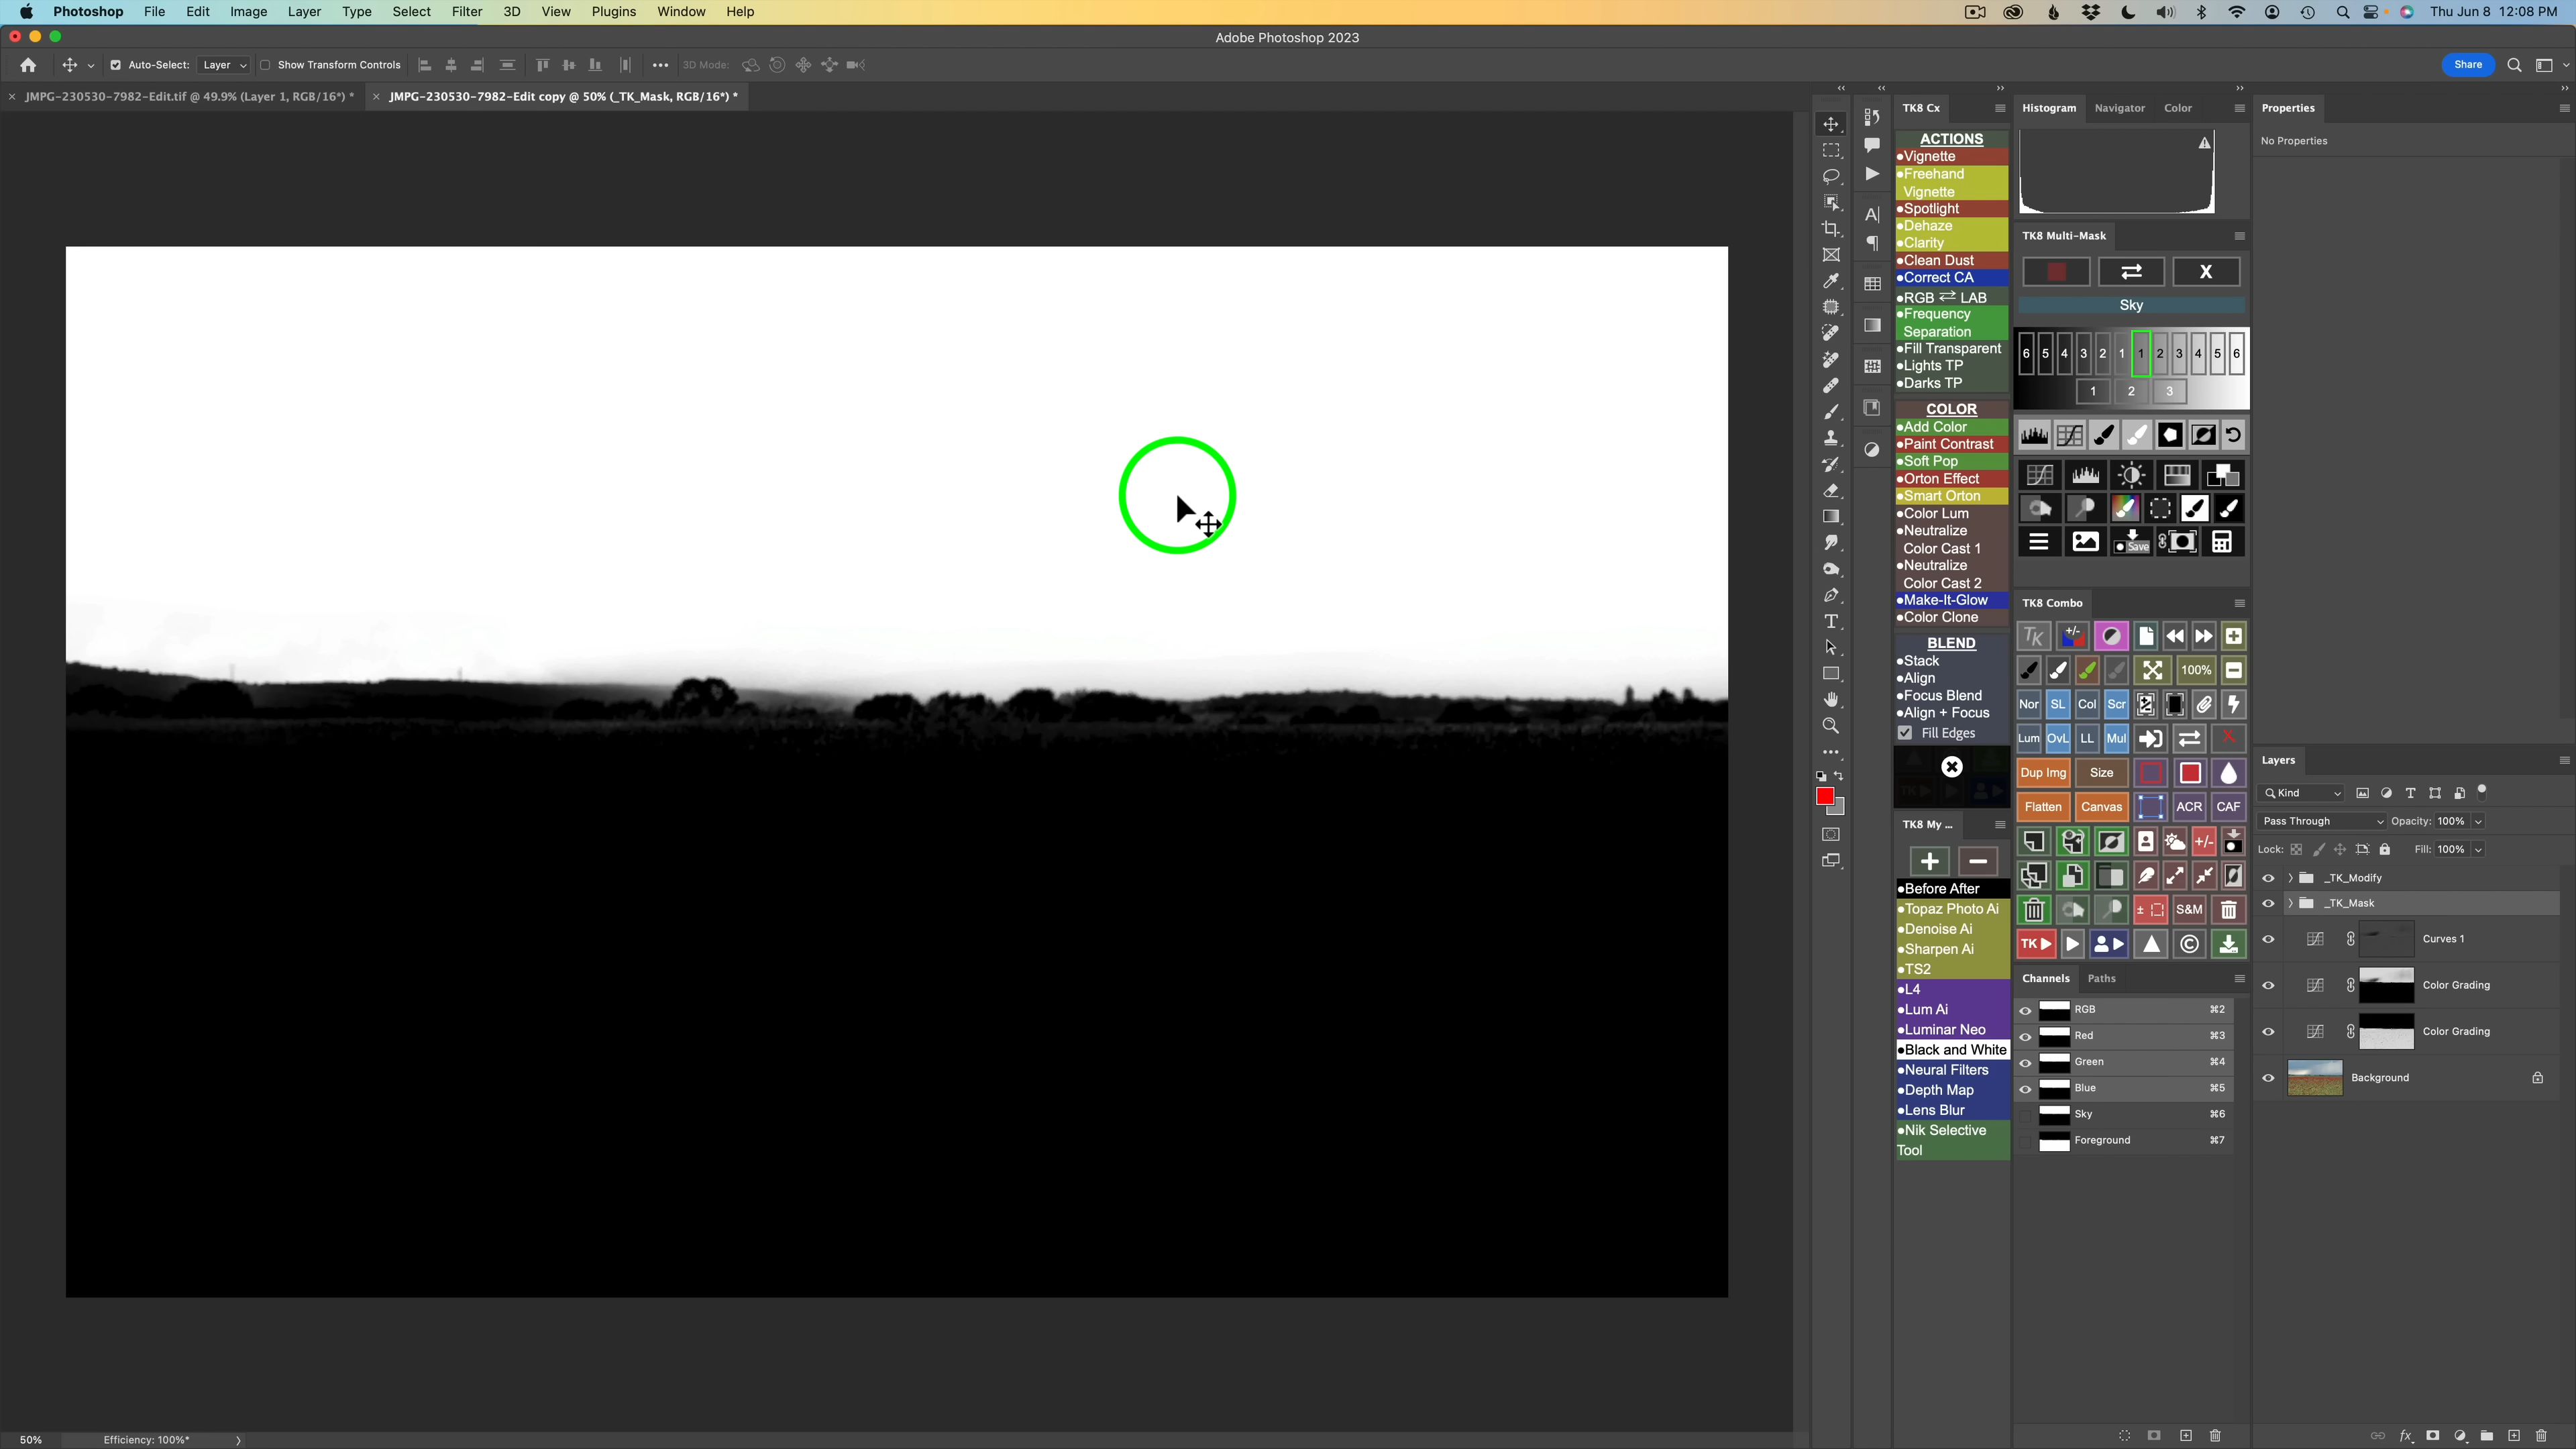 Photoshop File Edit Image Layer Type Select Filter 3D View Plugins Window Help
Thu Jun 8 12:08 PM
Adobe Photoshop 2023
Auto-Select: Layer Show Transform Controls 3D Mode: Share
JMPG-230530-7982-Edit.tif @ 49.9% (Layer 1, RGB/16*) *
JMPG-230530-7982-Edit copy @ 50% (_TK_Mask, RGB/16*) *
TK8 Cx
ACTIONS
Vignette
Freehand
Vignette
Spotlight
Dehaze
Clarity
Clean Dust
Correct CA
RGB ⇄ LAB
Frequency
Separation
Fill Transparent
Lights TP
Darks TP
COLOR
Add Color
Paint Contrast
Soft Pop
Orton Effect
Smart Orton
Color Lum
Neutralize
Color Cast 1
Neutralize
Color Cast 2
Make-It-Glow
Color Clone
BLEND
Stack
Align
Focus Blend
Align + Focus
Fill Edges
TK8 My ...
Before After
Topaz Photo Ai
Denoise Ai
Sharpen Ai
TS2
L4
Lum Ai
Luminar Neo
Black and White
Neural Filters
Depth Map
Lens Blur
Nik Selective
Tool
Histogram Navigator Color
TK8 Multi-Mask
X
Sky
6 5 4 3 2 1 1 2 3 4 5 6
1 2 3
Save
TK8 Combo
TK +/-
100%
Nor SL Col Scr
Lum OvL LL Mul X
Dup Img Size
Flatten Canvas ACR CAF
+/-
S&M
TK ©
Channels Paths
RGB ⌘2
Red ⌘3
Green ⌘4
Blue ⌘5
Sky ⌘6
Foreground ⌘7
Properties
No Properties
Layers
Kind
Pass Through Opacity: 100%
Lock: Fill: 100%
_TK_Modify
_TK_Mask
Curves 1
Color Grading
Color Grading
Background
fx
50% Efficiency: 100%*